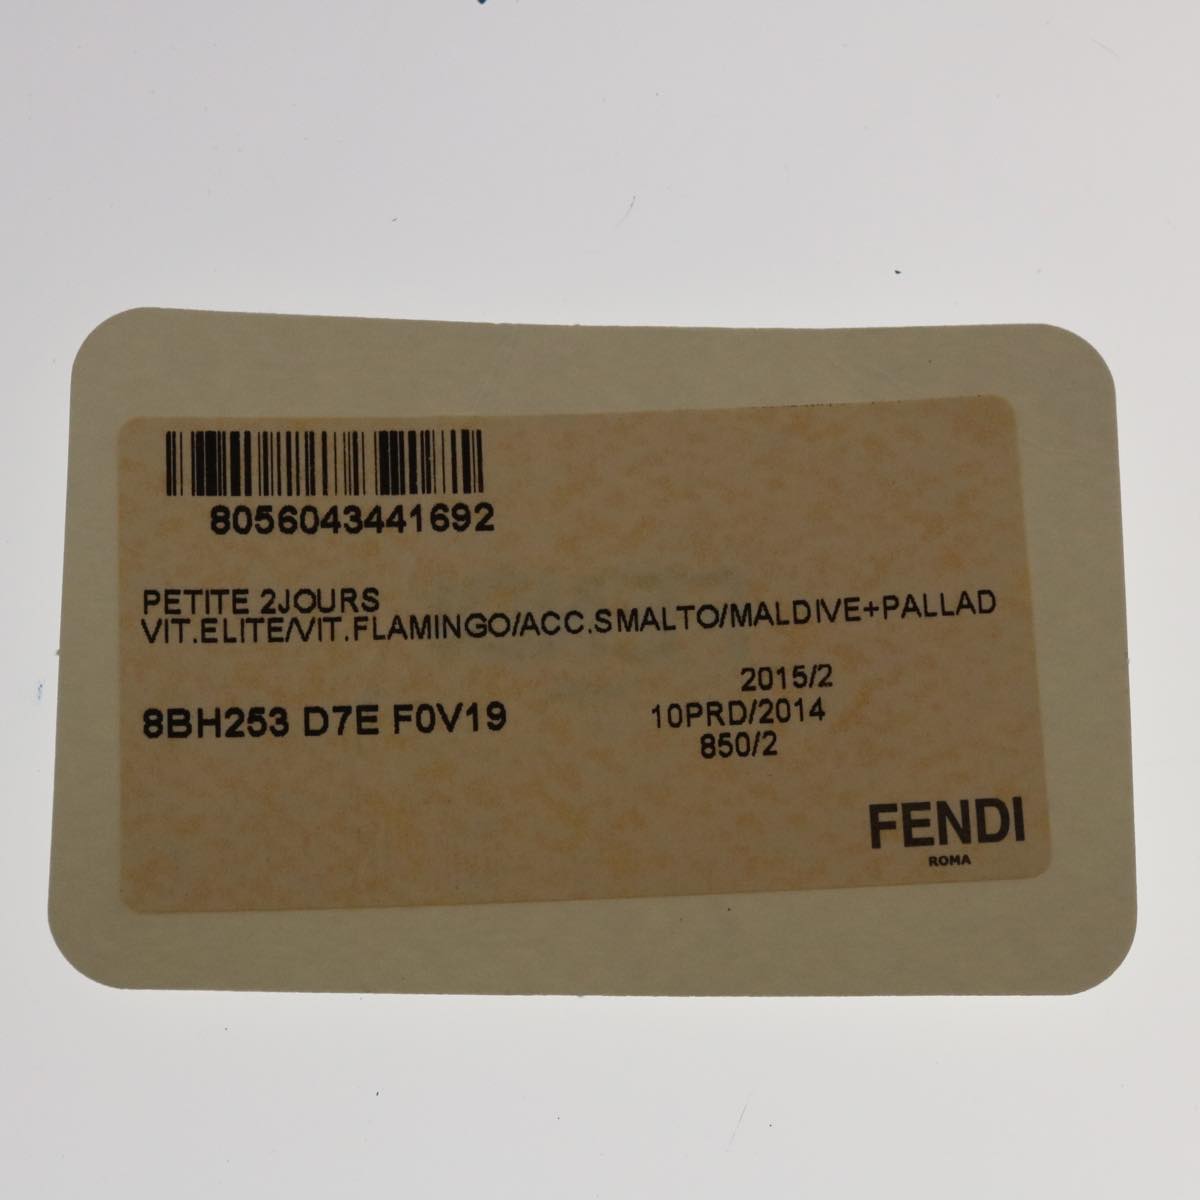 8056043441692
PETITE 2JOURS
VIT.ELITE/VIT.FLAMINGO/ACC.SMALTO/MALDIVE+PALLAD
2015/2
8BH253 D7E F0V19
10PRD/2014
850/2
FENDI
ROMA